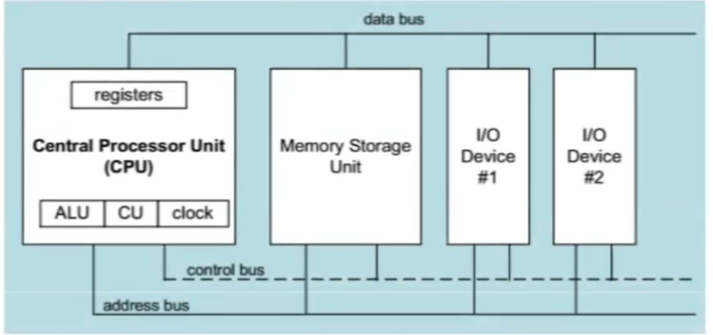 data bus
registers
Central Processor Unit
(CPU)
ALU CU clock
Memory Storage
Unit
I/O
Device
#1
I/O
Device
#2
control bus
address bus